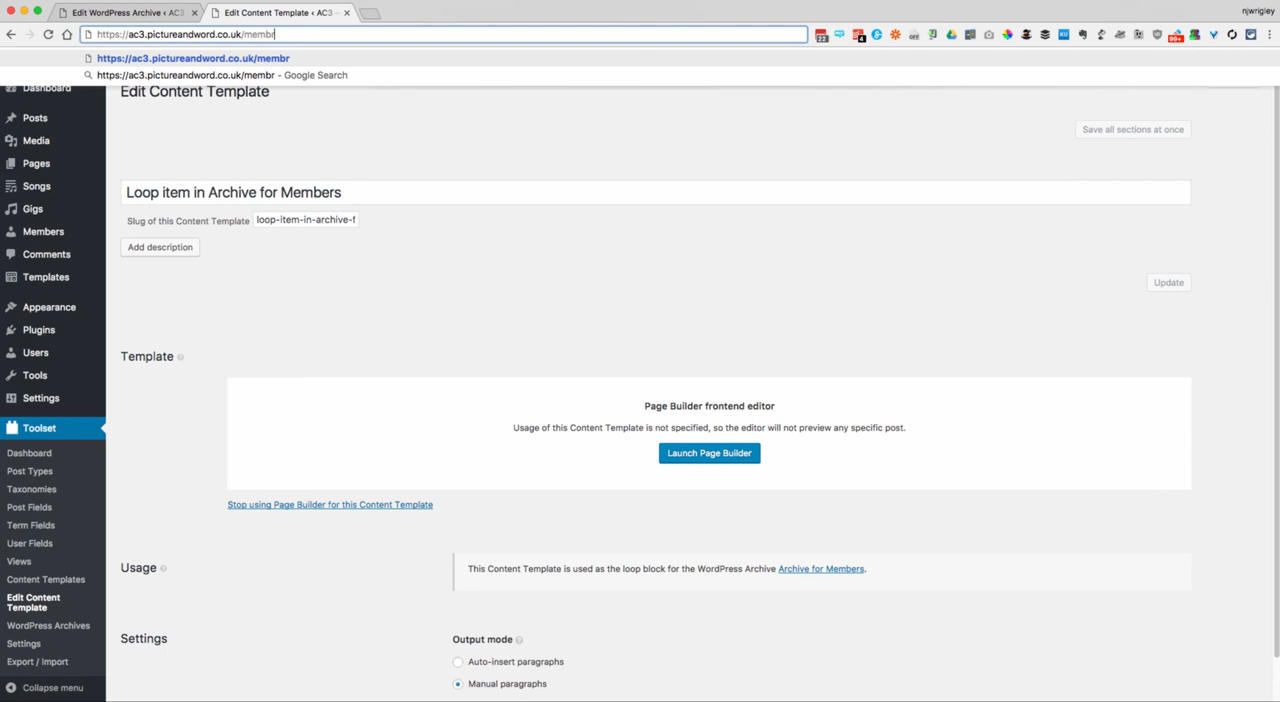 njwrigley
Edit WordPress Archive ‹ AC3
Edit Content Template ‹ AC3 –
https://ac3.pictureandword.co.uk/membr
22
4
99+
https://ac3.pictureandword.co.uk/membr
https://ac3.pictureandword.co.uk/membr - Google Search
Dashboard
Posts
Media
Pages
Songs
Gigs
Members
Comments
Templates
Appearance
Plugins
Users
Tools
Settings
Toolset
Dashboard
Post Types
Taxonomies
Post Fields
Term Fields
User Fields
Views
Content Templates
Edit Content
Template
WordPress Archives
Settings
Export / Import
Collapse menu
Edit Content Template
Save all sections at once
Loop item in Archive for Members
Slug of this Content Template loop-item-in-archive-f
Add description
Update
Template
Page Builder frontend editor
Usage of this Content Template is not specified, so the editor will not preview any specific post.
Launch Page Builder
Stop using Page Builder for this Content Template
Usage
This Content Template is used as the loop block for the WordPress Archive Archive for Members.
Settings
Output mode
Auto-insert paragraphs
Manual paragraphs